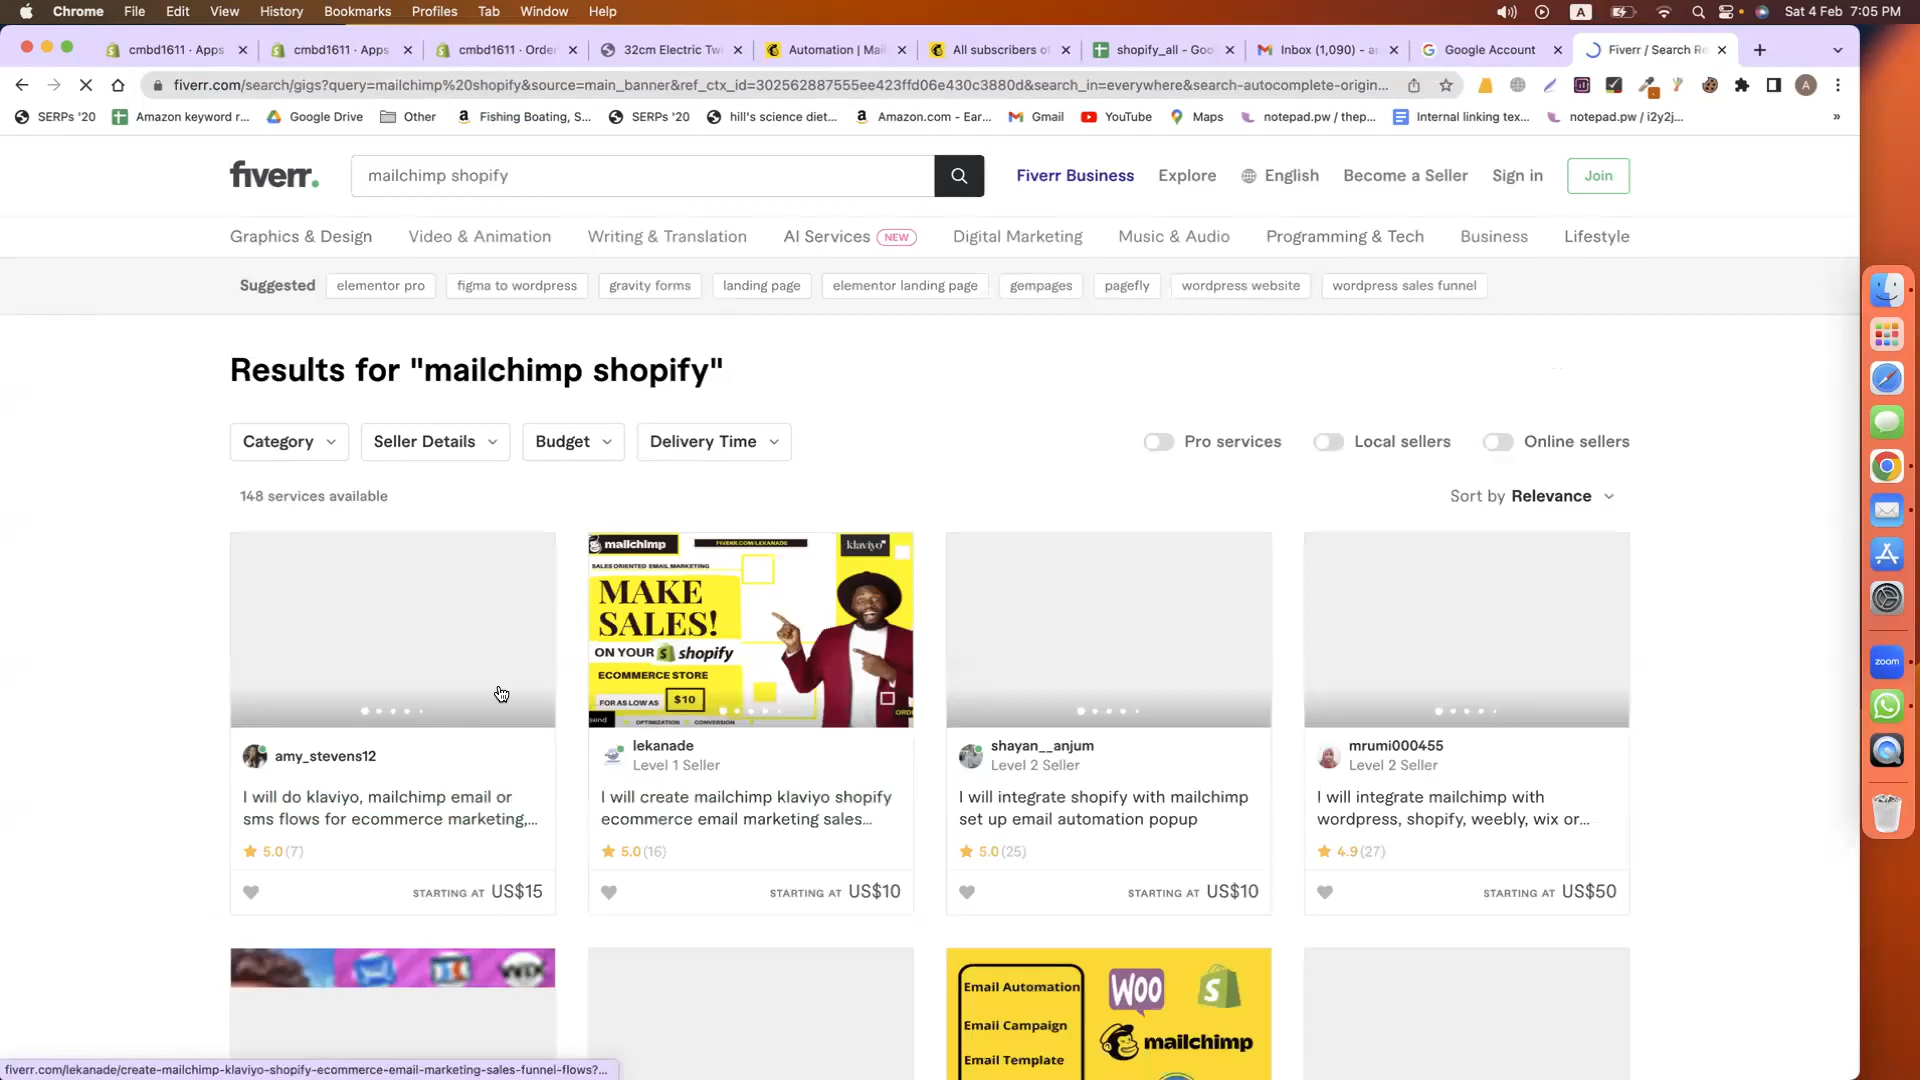 Chrome File Edit View History Bookmarks Profiles Tab Window Help
A Sat 4 Feb 7:05 PM
cmbd1611 · Apps
cmbd1611 · Apps
cmbd1611 · Orde
32cm Electric Tw
Automation | Mai
All subscribers o
shopify_all - Goo
Inbox (1,090) - a
Google Account
Fiverr / Search Re
fiverr.com/search/gigs?query=mailchimp%20shopify&source=main_banner&ref_ctx_id=302562887555ee423ffd06e430c3880d&search_in=everywhere&search-autocomplete-origin...
A
SERPs '20 Amazon keyword r... Google Drive Other Fishing Boating, S... SERPs '20 hill's science diet... Amazon.com - Ear... Gmail YouTube Maps notepad.pw / thep... Internal linking tex... notepad.pw / i2y2j... »
fiverr.
mailchimp shopify
Fiverr Business Explore English Become a Seller Sign in Join
Graphics & Design Video & Animation Writing & Translation AI Services NEW Digital Marketing Music & Audio Programming & Tech Business Lifestyle
Suggested elementor pro figma to wordpress gravity forms landing page elementor landing page gempages pagefly wordpress website wordpress sales funnel
Results for "mailchimp shopify"
Category Seller Details Budget Delivery Time
Pro services Local sellers Online sellers
148 services available
Sort by Relevance
mailchimp
FIVERR.COM/LEKANADE
klaviyo
SALES ORIENTED EMAIL MARKETING
MAKE
SALES!
ON YOUR shopify
ECOMMERCE STORE
FOR AS LOW AS $10
send
OPTIMIZATION CONVERSION
ORD
amy_stevens12
I will do klaviyo, mailchimp email or
sms flows for ecommerce marketing,...
5.0 (7)
STARTING AT US$15
lekanade
Level 1 Seller
I will create mailchimp klaviyo shopify
ecommerce email marketing sales...
5.0 (16)
STARTING AT US$10
shayan__anjum
Level 2 Seller
I will integrate shopify with mailchimp
set up email automation popup
5.0 (25)
STARTING AT US$10
mrumi000455
Level 2 Seller
I will integrate mailchimp with
wordpress, shopify, weebly, wix or...
4.9 (27)
STARTING AT US$50
WIX
Email Automation
Email Campaign
Email Template
WOO
mailchimp
zoom
fiverr.com/lekanade/create-mailchimp-klaviyo-shopify-ecommerce-email-marketing-sales-funnel-flows?...